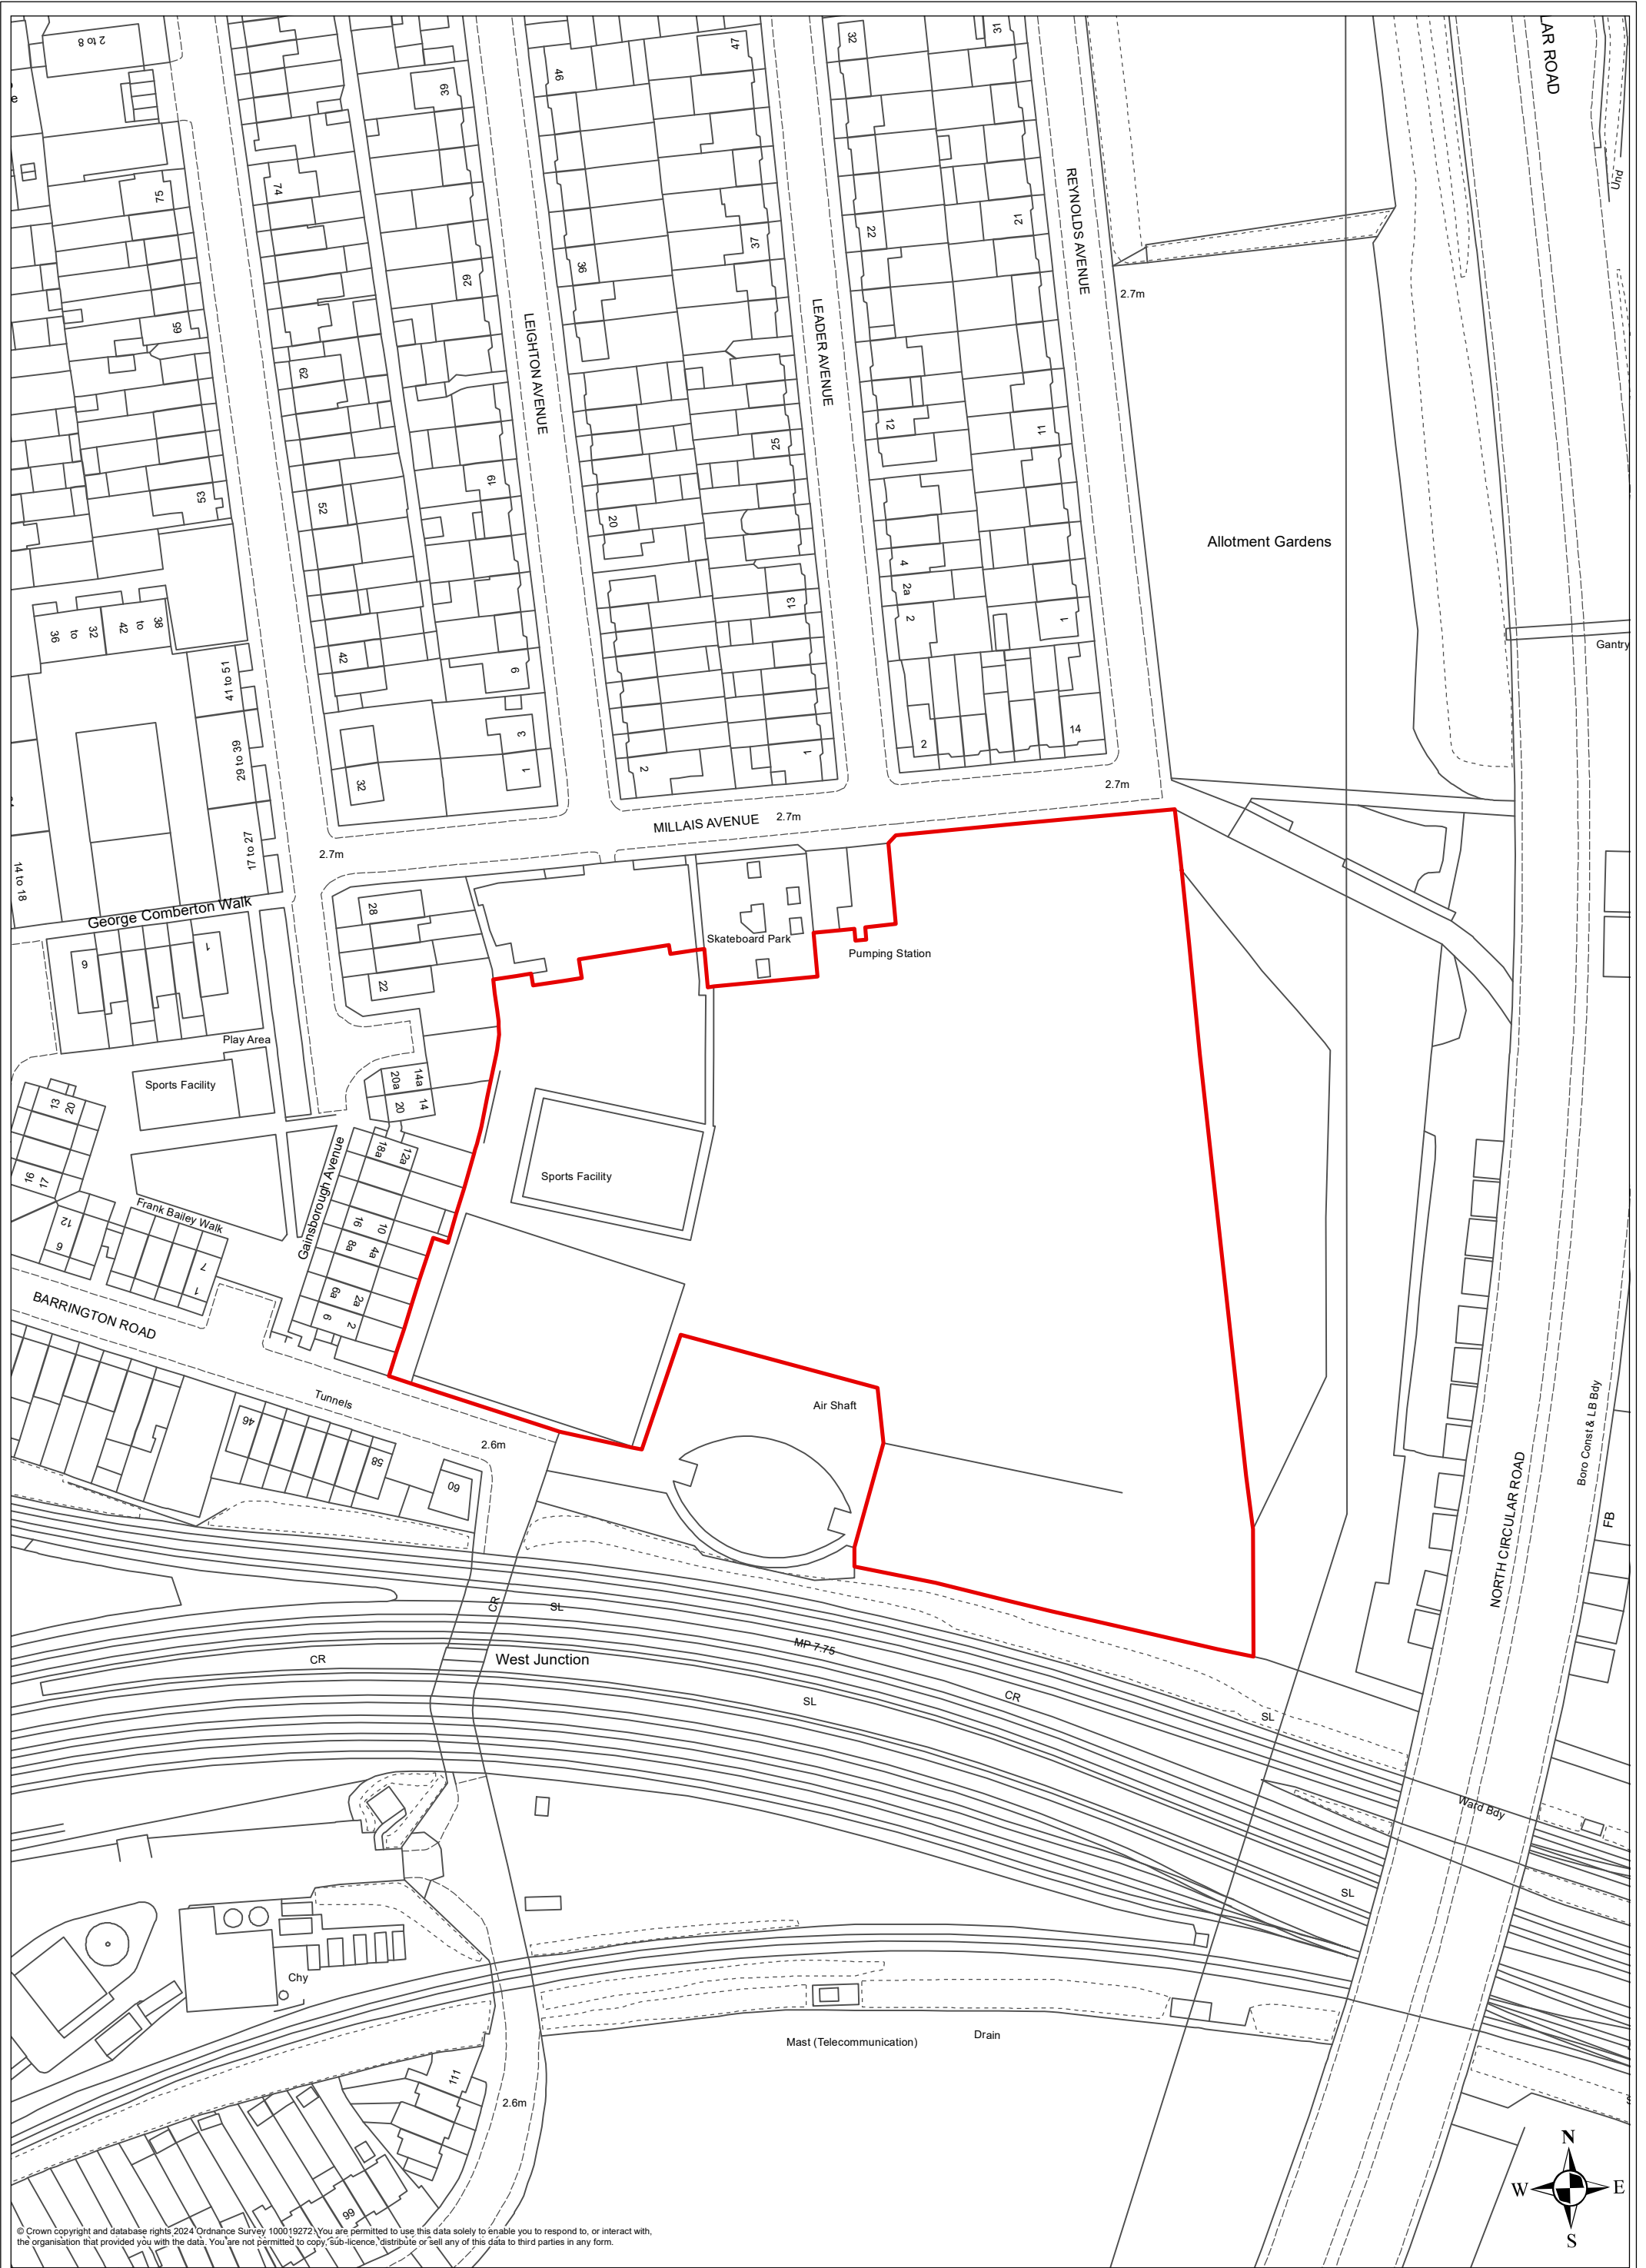 2 to 8
e
75
65
53
74
62
52
42
32
39
29
19
9
3
1
LEIGHTON AVENUE
46
36
20
2
47
37
25
13
1
LEADER AVENUE
32
22
12
4
2a
2
31
21
11
1
2
14
REYNOLDS AVENUE
2.7m
LAR ROAD
Und
Allotment Gardens
Gantry
36
to
32
42
to
38
41 to 51
29 to 39
17 to 27
14 to 18
2.7m
MILLAIS AVENUE
2.7m
2.7m
George Comberton Walk
6
1
28
22
Skateboard Park
Pumping Station
Play Area
Sports Facility
13
20
16
17
12
6
Frank Bailey Walk
7
1
Gainsborough Avenue
20a
14a
20
14
18a
12a
16
10
8a
4a
6a
2a
6
2
Sports Facility
BARRINGTON ROAD
Tunnels
46
58
60
2.6m
Air Shaft
NORTH CIRCULAR ROAD
Boro Const & LB Bdy
FB
CR
SL
MP 7.75
West Junction
CR
SL
CR
SL
Ward Bdy
SL
Chy
Mast (Telecommunication)
Drain
111
2.6m
99
N
W
E
S
© Crown copyright and database rights 2024 Ordnance Survey 100019272. You are permitted to use this data solely to enable you to respond to, or interact with,
the organisation that provided you with the data. You are not permitted to copy, sub-licence, distribute or sell any of this data to third parties in any form.